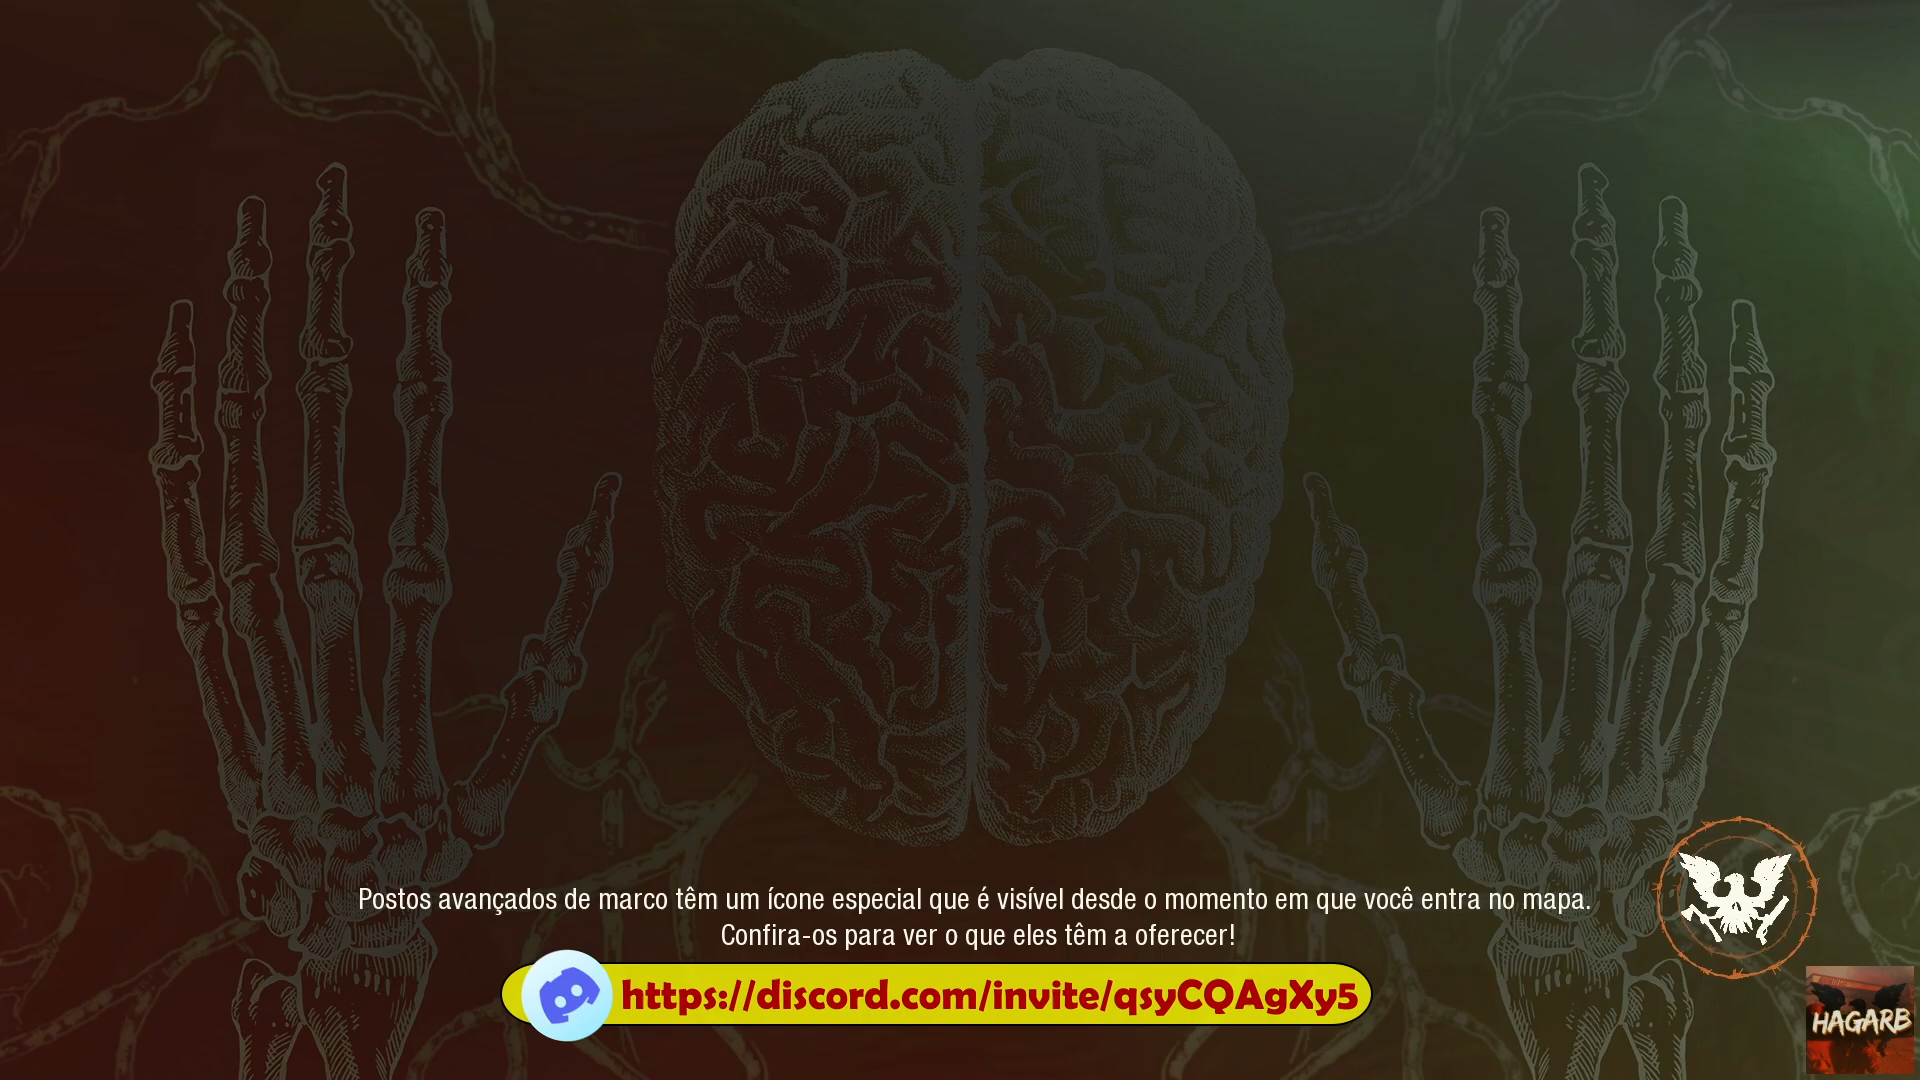 Postos avançados de marco têm um ícone especial que é visível desde o momento em que você entra no mapa.
Confira-os para ver o que eles têm a oferecer!
https://discord.com/invite/qsyCQAgXy5
HAGARB